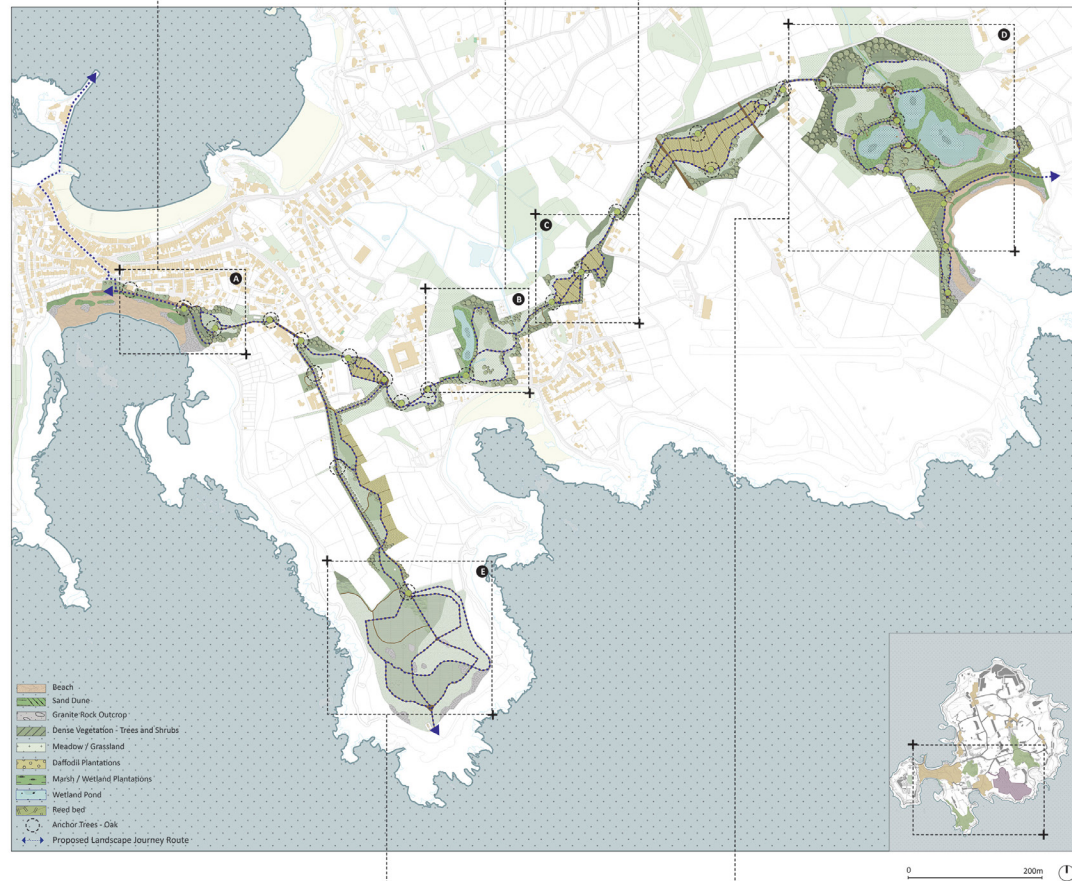 D
C
A
B
E
Beach
Sand Dune
Granite Rock Outcrop
Dense Vegetation - Trees and Shrubs
Meadow / Grassland
Daffodil Plantations
Marsh / Wetland Plantations
Wetland Pond
Reed bed
Anchor Trees - Oak
Proposed Landscape Journey Route
0 200m